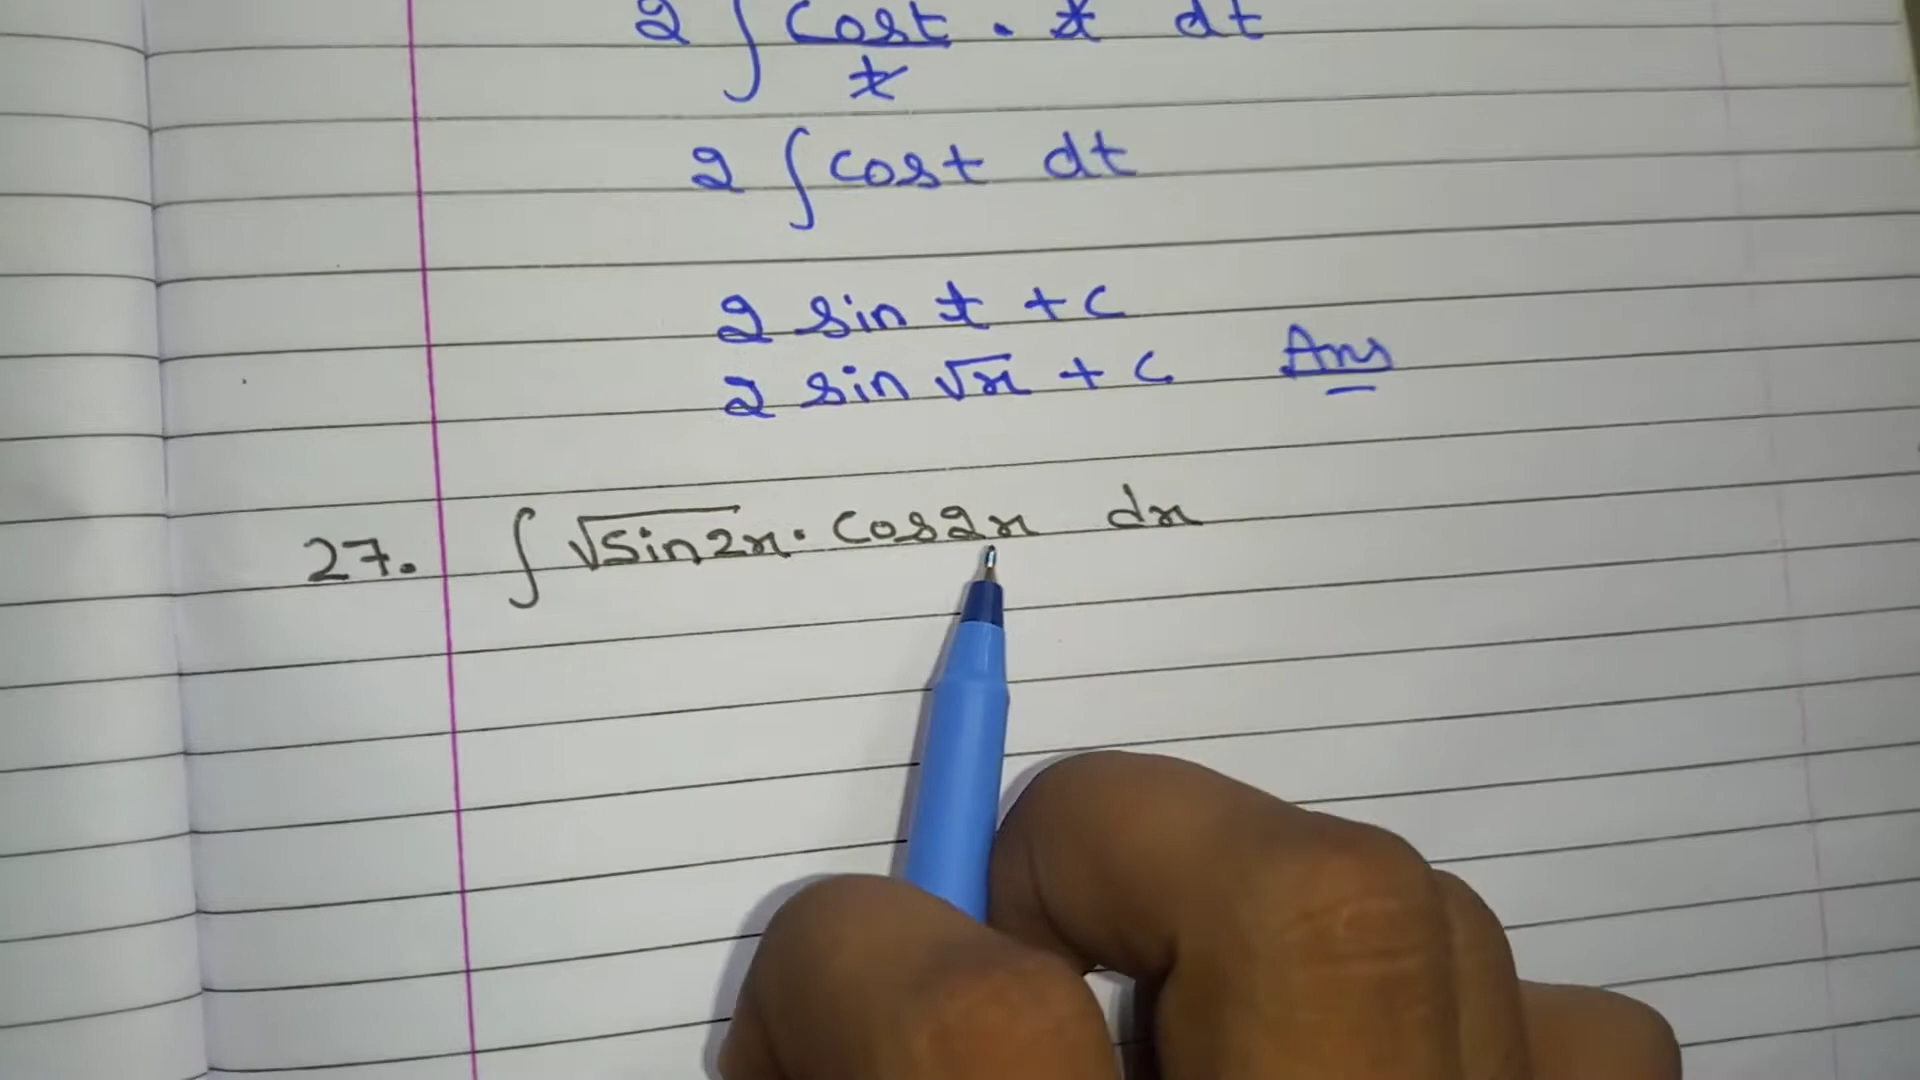 2 ∫ cost/t . t dt
2 ∫ cost dt
2 sin t + c
2 sin √x + c Ans
27. ∫ √sin2x . cos2x dx